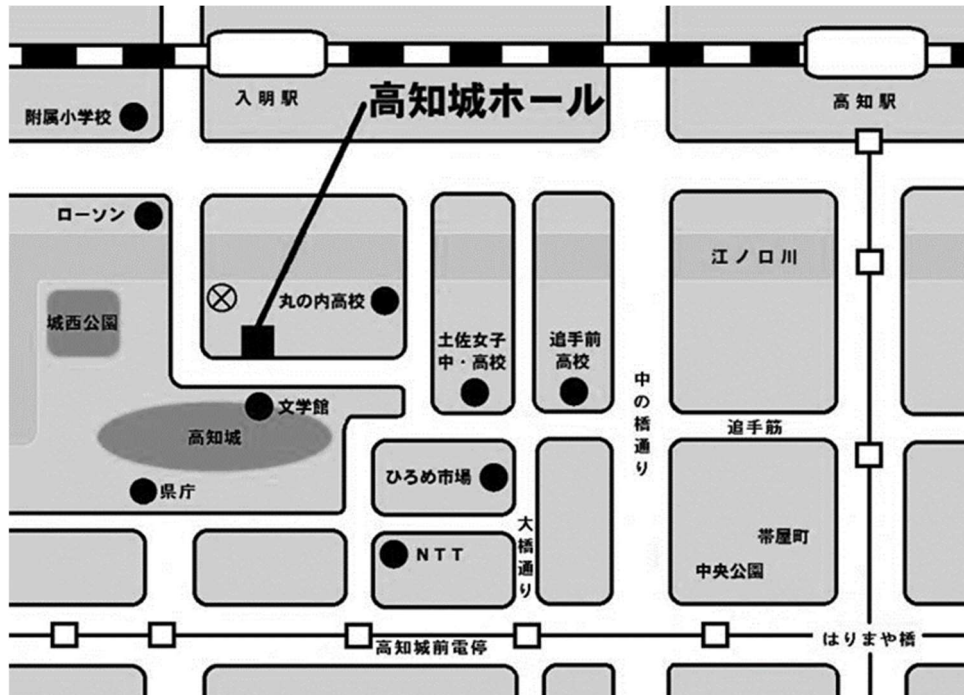 入明駅
高知城ホール
高知駅
附属小学校
ローソン
江ノ口川
丸の内高校
城西公園
土佐女子
中・高校
追手前
高校
中の橋通り
文学館
追手筋
高知城
ひろめ市場
県庁
大橋通り
帯屋町
NTT
中央公園
高知城前電停
はりまや橋